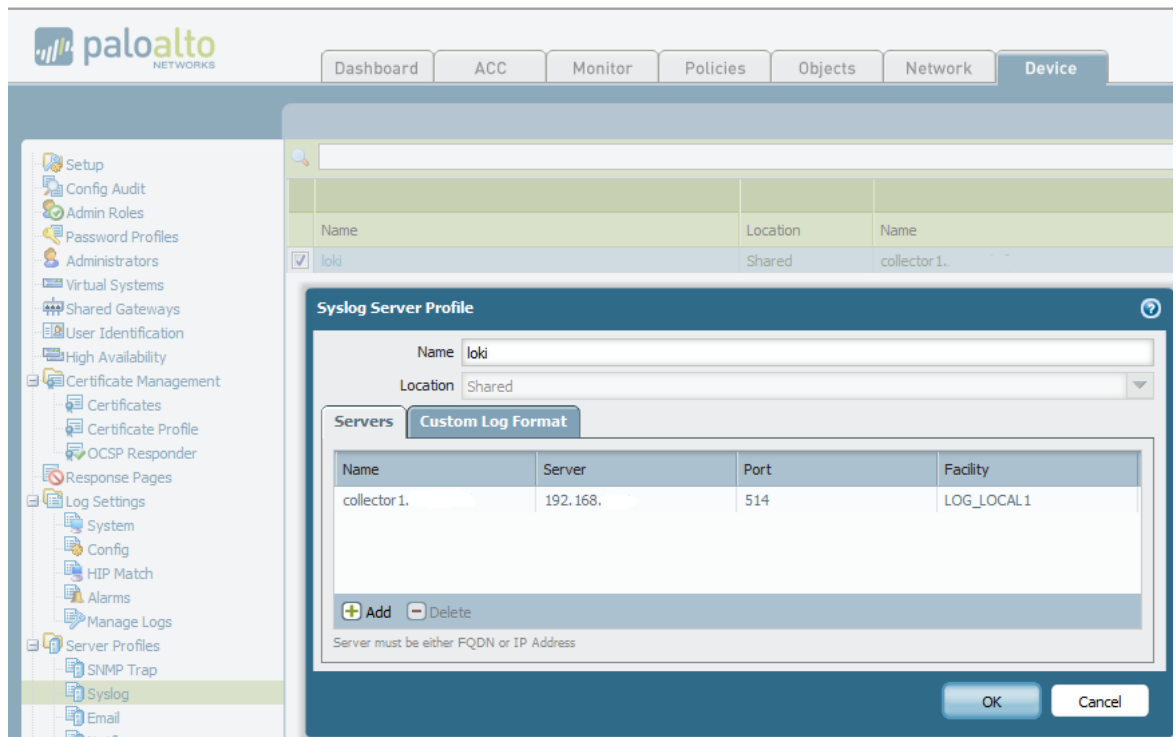 paloalto
NETWORKS
Dashboard ACC Monitor Policies Objects Network Device
Setup
Config Audit
Admin Roles
Password Profiles
Administrators
Virtual Systems
Shared Gateways
User Identification
High Availability
Certificate Management
Certificates
Certificate Profile
OCSP Responder
Response Pages
Log Settings
System
Config
HIP Match
Alarms
Manage Logs
Server Profiles
SNMP Trap
Syslog
Email
Name Location Name
loki Shared collector1.
Syslog Server Profile
Name loki
Location Shared
Servers Custom Log Format
Name Server Port Facility
collector1. 192.168. 514 LOG_LOCAL1
Add Delete
Server must be either FQDN or IP Address
OK Cancel